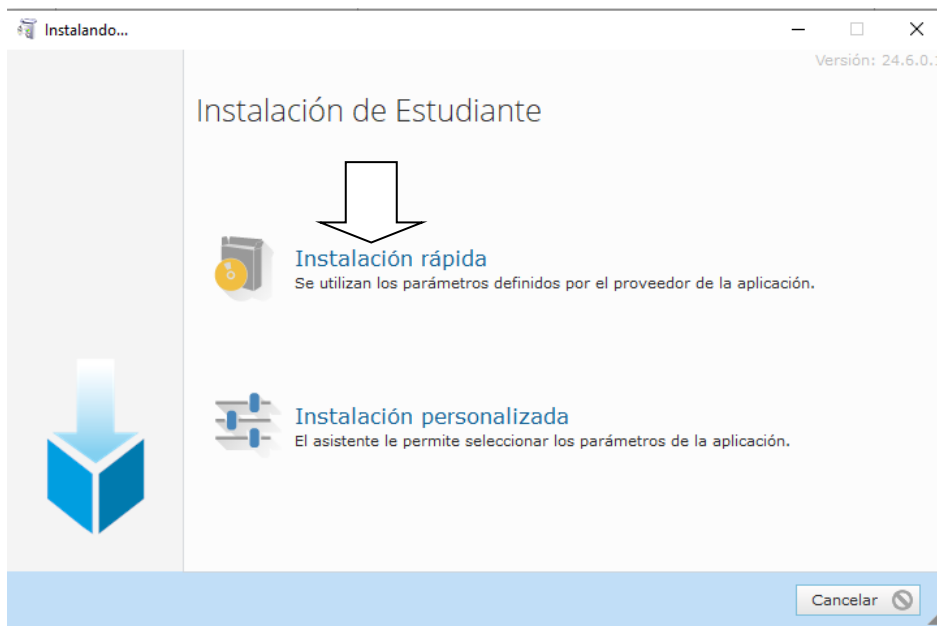 Instalando...
Versión: 24.6.0.
Instalación de Estudiante
Instalación rápida
Se utilizan los parámetros definidos por el proveedor de la aplicación.
Instalación personalizada
El asistente le permite seleccionar los parámetros de la aplicación.
Cancelar